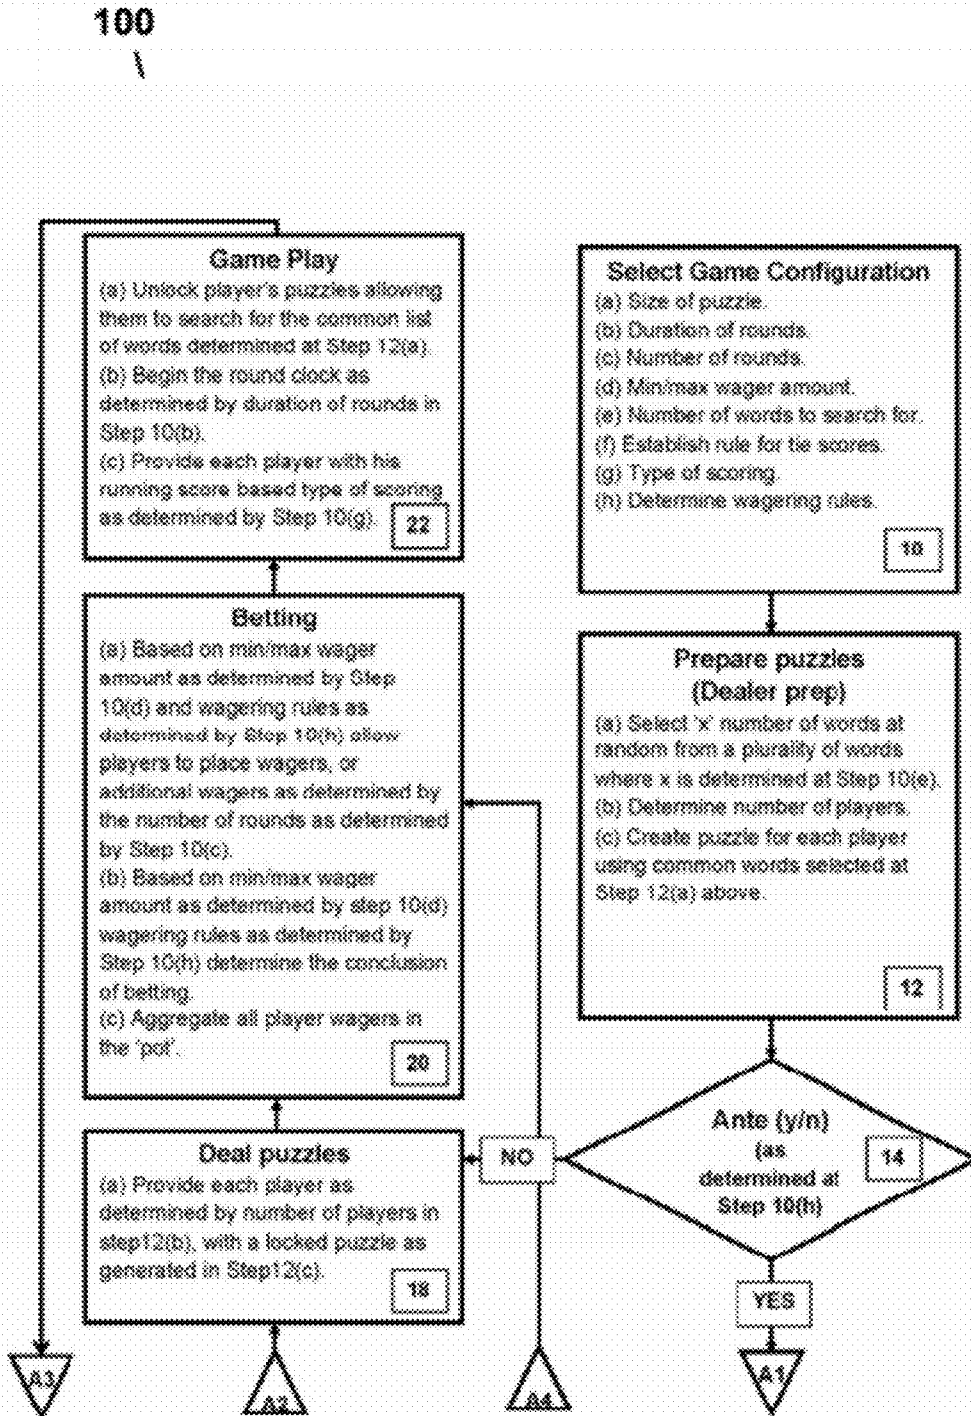 100
Game Play
(a) Unlock player's puzzles allowing
them to search for the common list
of words determined at Step 12(a).
(b) Begin the round clock as
determined by duration of rounds in
Step 10(b).
(c) Provide each player with his
running score based type of scoring
as determined by Step 10(g).
22
Select Game Configuration
(a) Size of puzzle.
(b) Duration of rounds.
(c) Number of rounds.
(d) Min/max wager amount.
(e) Number of words to search for.
(f) Establish rule for tie scores.
(g) Type of scoring.
(h) Determine wagering rules.
10
Betting
(a) Based on min/max wager
amount as determined by Step
10(d) and wagering rules as
determined by Step 10(h) allow
players to place wagers, or
additional wagers as determined by
the number of rounds as determined
by Step 10(c).
(b) Based on min/max wager
amount as determined by step 10(d)
wagering rules as determined by
Step 10(h) determine the conclusion
of betting.
(c) Aggregate all player wagers in
the 'pot'.
20
Prepare puzzles
(Dealer prep)
(a) Select 'x' number of words at
random from a plurality of words
where x is determined at Step 10(e).
(b) Determine number of players.
(c) Create puzzle for each player
using common words selected at
Step 12(a) above.
12
Deal puzzles
(a) Provide each player as
determined by number of players in
step12(b), with a locked puzzle as
generated in Step12(c).
18
NO
Ante (y/n)
(as
determined at
Step 10(h)
14
YES
A3
A2
A4
A1